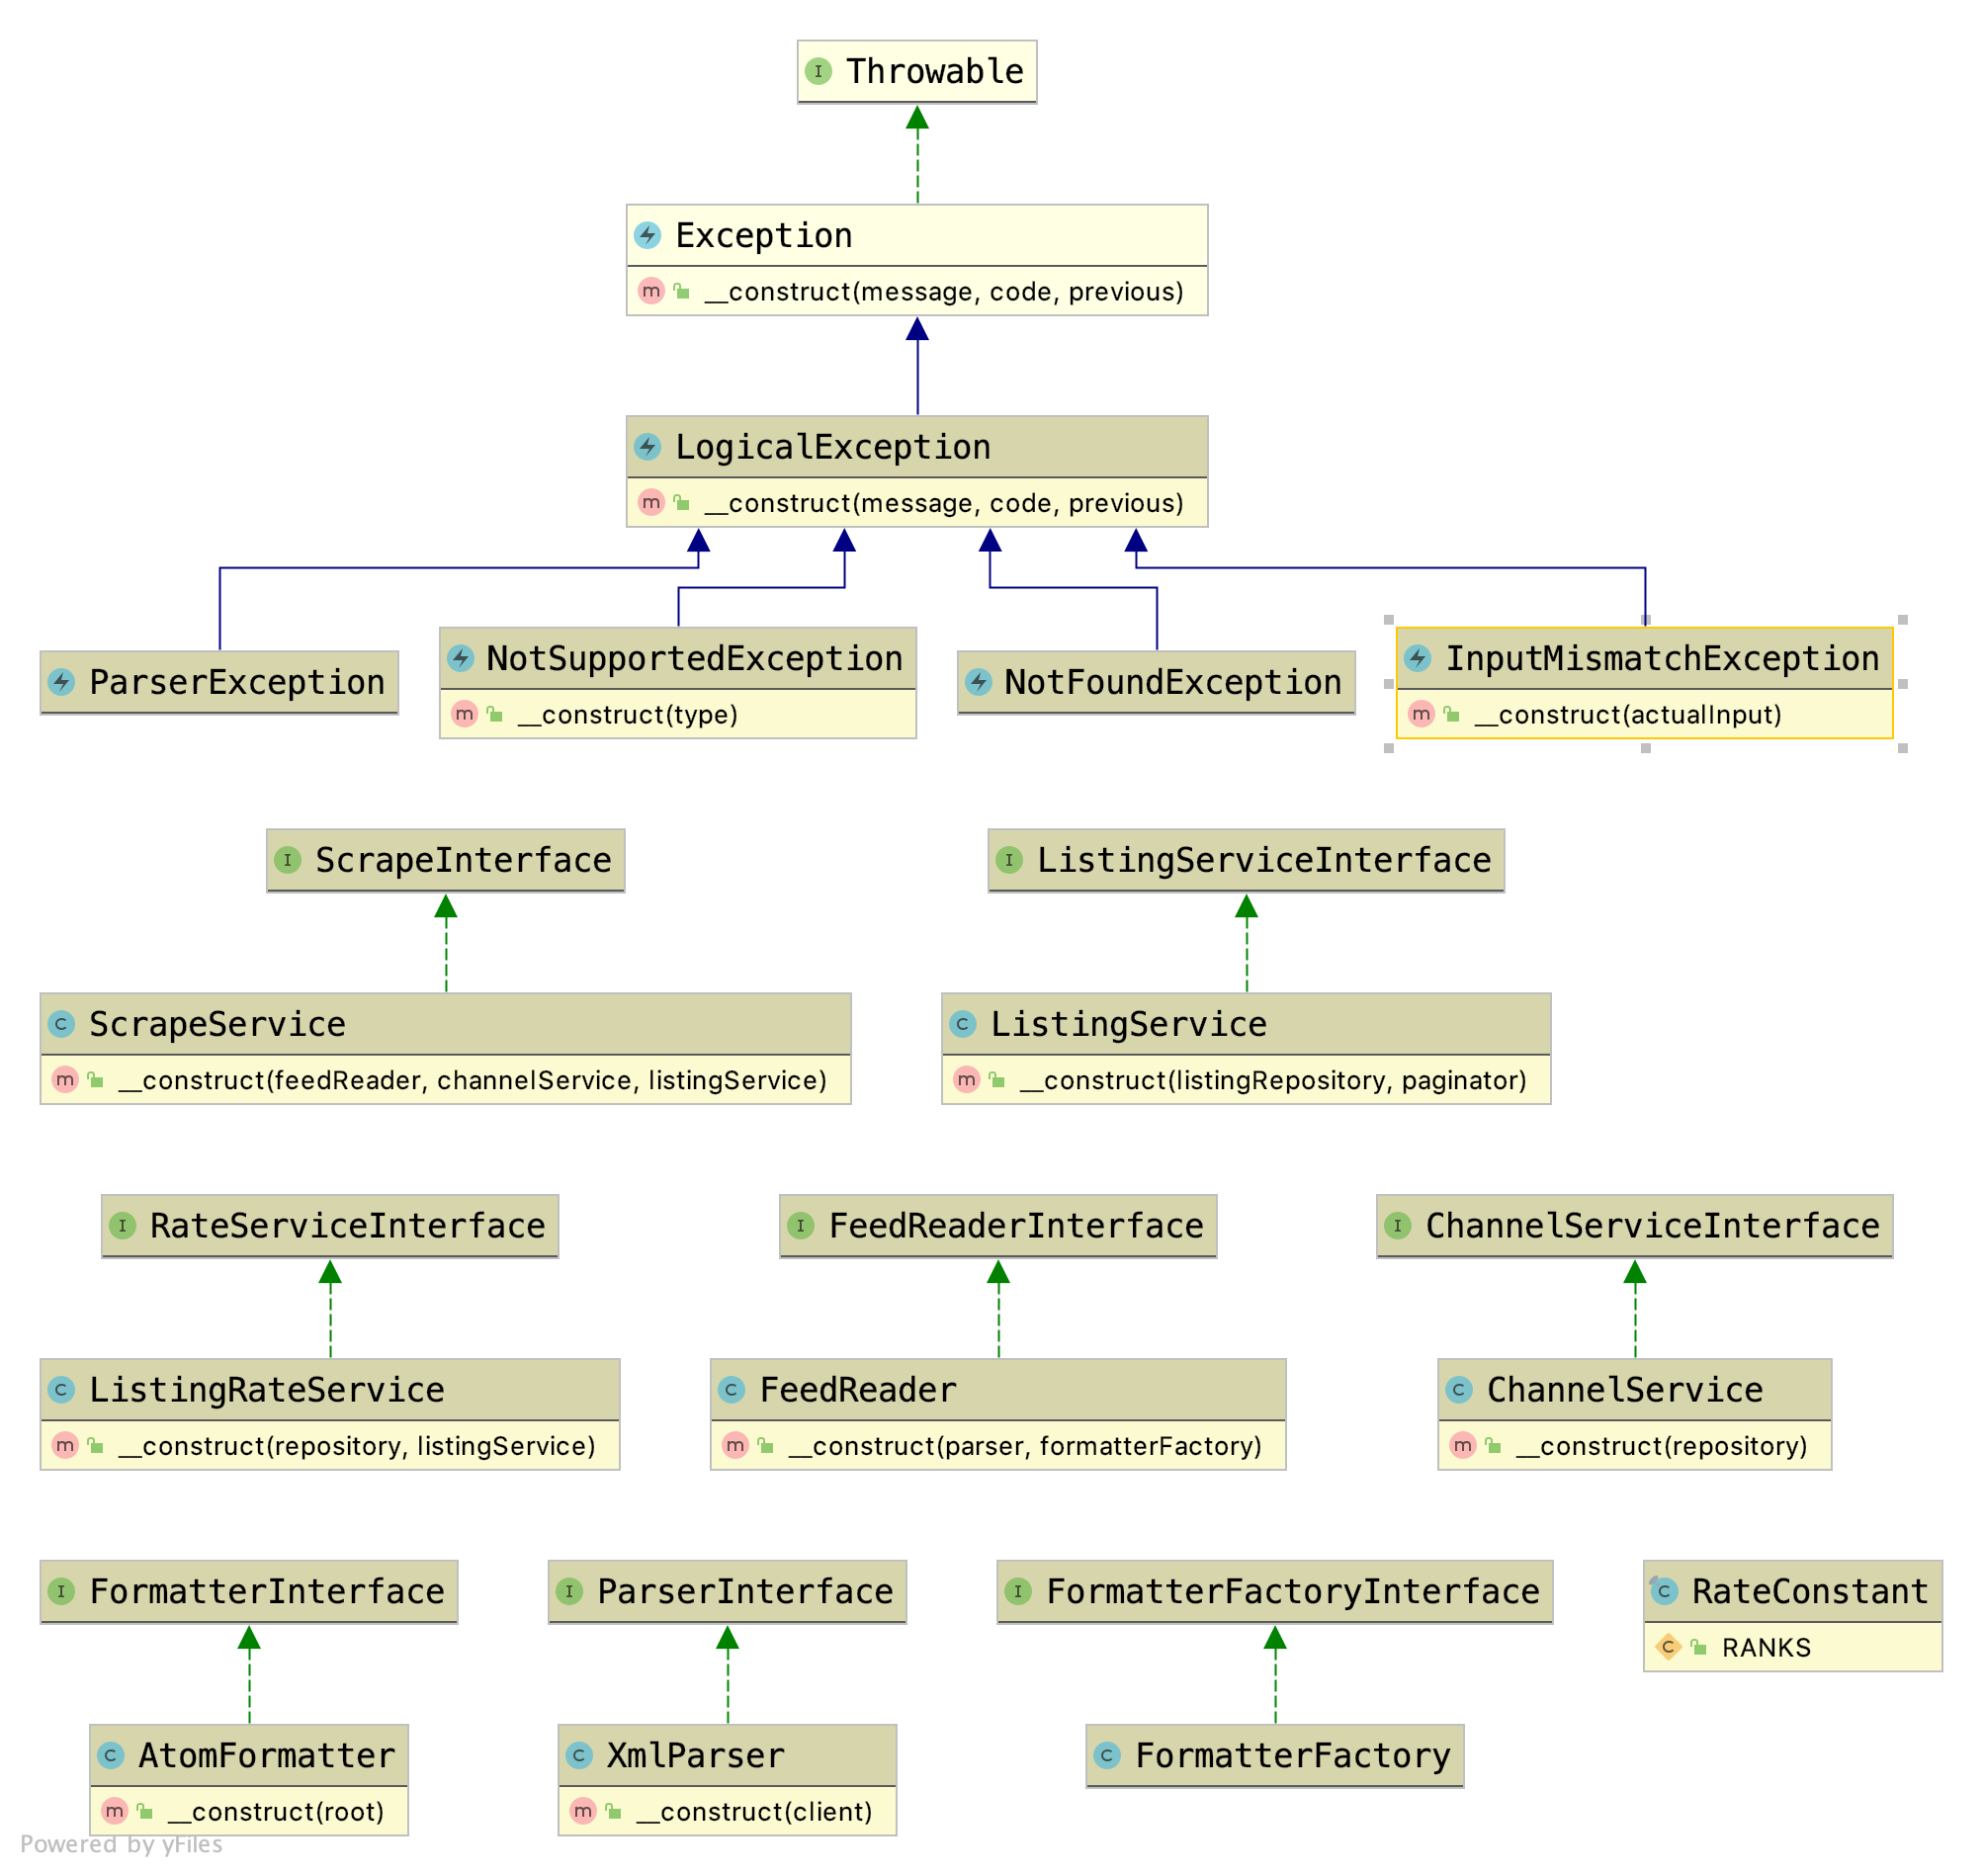 Throwable
Exception
__construct(message, code, previous)
LogicalException
__construct(message, code, previous)
ParserException
NotSupportedException
__construct(type)
NotFoundException
InputMismatchException
__construct(actualInput)
ScrapeInterface
ListingServiceInterface
ScrapeService
__construct(feedReader, channelService, listingService)
ListingService
__construct(listingRepository, paginator)
RateServiceInterface
FeedReaderInterface
ChannelServiceInterface
ListingRateService
__construct(repository, listingService)
FeedReader
__construct(parser, formatterFactory)
ChannelService
__construct(repository)
FormatterInterface
ParserInterface
FormatterFactoryInterface
RateConstant
RANKS
AtomFormatter
__construct(root)
XmlParser
__construct(client)
FormatterFactory
Powered by yFiles